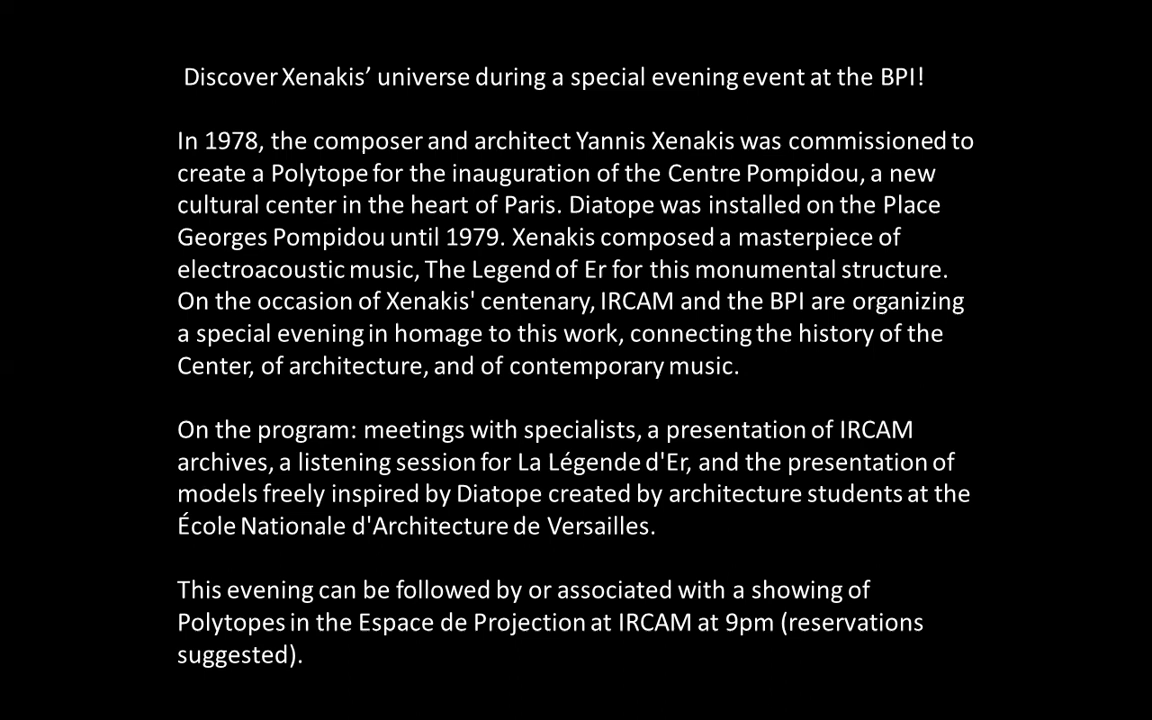 Discover Xenakis’ universe during a special evening event at the BPI!
In 1978, the composer and architect Yannis Xenakis was commissioned to
create a Polytope for the inauguration of the Centre Pompidou, a new
cultural center in the heart of Paris. Diatope was installed on the Place
Georges Pompidou until 1979. Xenakis composed a masterpiece of
electroacoustic music, The Legend of Er for this monumental structure.
On the occasion of Xenakis' centenary, IRCAM and the BPI are organizing
a special evening in homage to this work, connecting the history of the
Center, of architecture, and of contemporary music.
On the program: meetings with specialists, a presentation of IRCAM
archives, a listening session for La Légende d'Er, and the presentation of
models freely inspired by Diatope created by architecture students at the
École Nationale d'Architecture de Versailles.
This evening can be followed by or associated with a showing of
Polytopes in the Espace de Projection at IRCAM at 9pm (reservations
suggested).